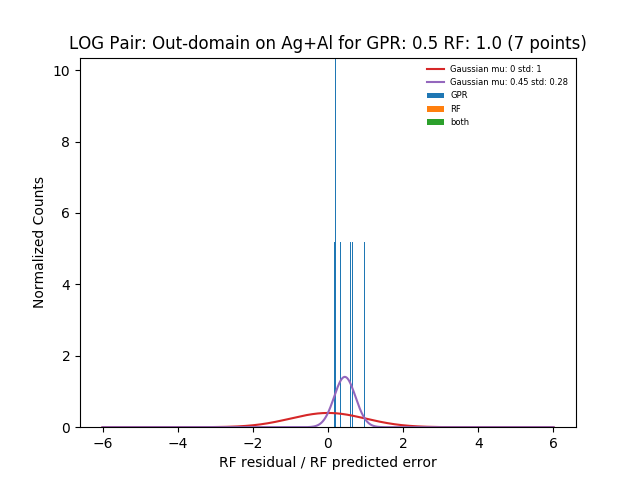 LOG Pair: Out-domain on Ag+Al for GPR: 0.5 RF: 1.0 (7 points)
Gaussian mu: 0 std: 1
Gaussian mu: 0.45 std: 0.28
GPR
RF
both
Normalized Counts
10
8
6
4
2
0
−6 −4 −2 0 2 4 6
RF residual / RF predicted error